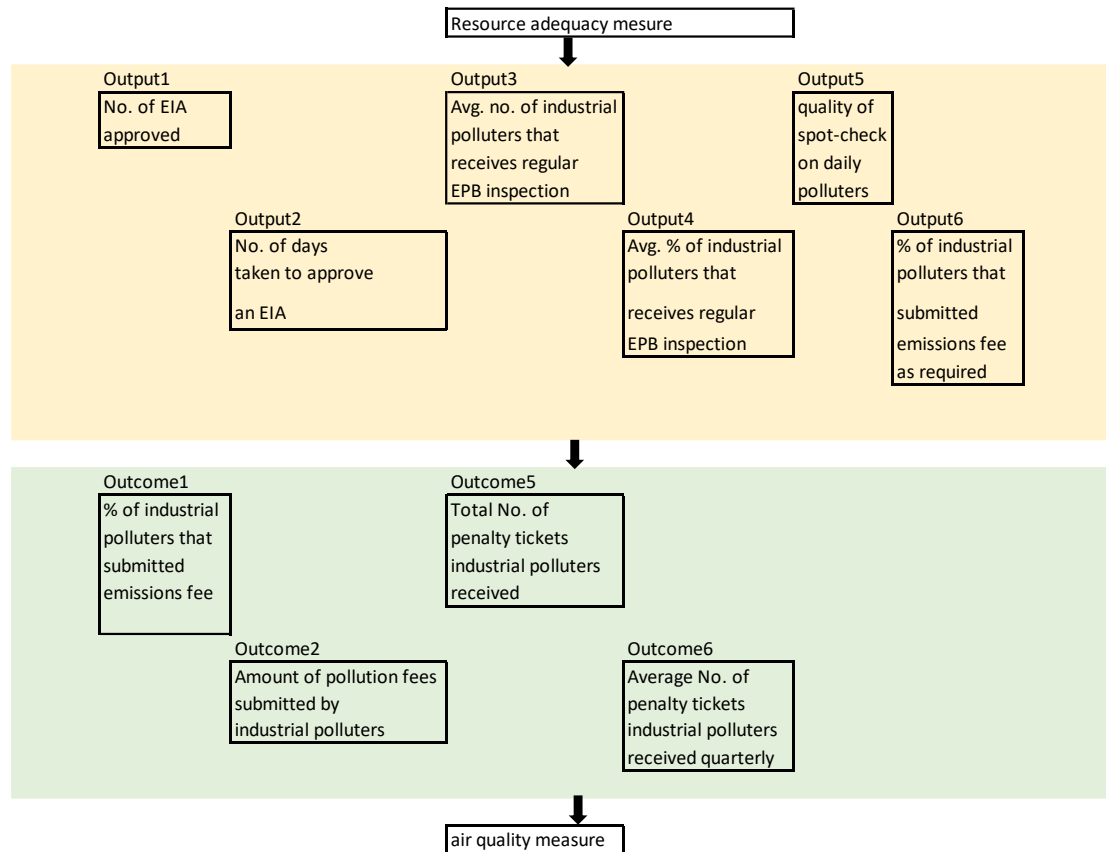 Resource adequacy mesure
Output1
No. of EIA
approved
Output3
Avg. no. of industrial
polluters that
receives regular
EPB inspection
Output5
quality of
spot-check
on daily
polluters
Output2
No. of days
taken to approve
an EIA
Output4
Avg. % of industrial
polluters that
receives regular
EPB inspection
Output6
% of industrial
polluters that
submitted
emissions fee
as required
Outcome1
% of industrial
polluters that
submitted
emissions fee
Outcome5
Total No. of
penalty tickets
industrial polluters
received
Outcome2
Amount of pollution fees
submitted by
industrial polluters
Outcome6
Average No. of
penalty tickets
industrial polluters
received quarterly
air quality measure